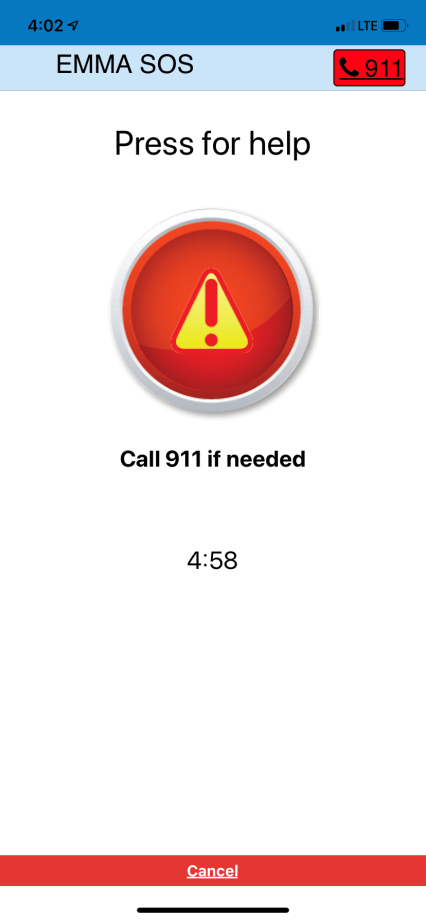 4:02 LTE
EMMA SOS 911
Press for help
Call 911 if needed
4:58
Cancel